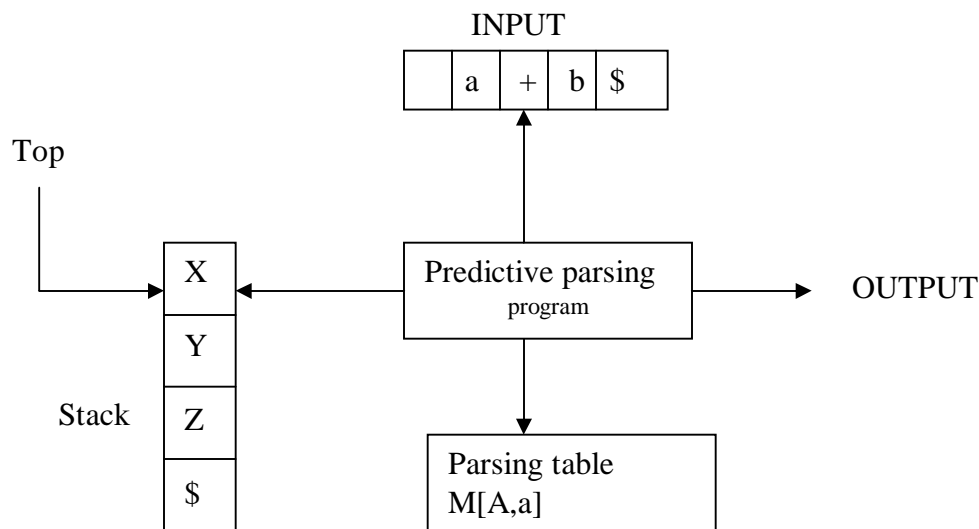 INPUT
a + b $
Top
X
Predictive parsing
program
OUTPUT
Y
Stack
Z
$
Parsing table
M[A,a]